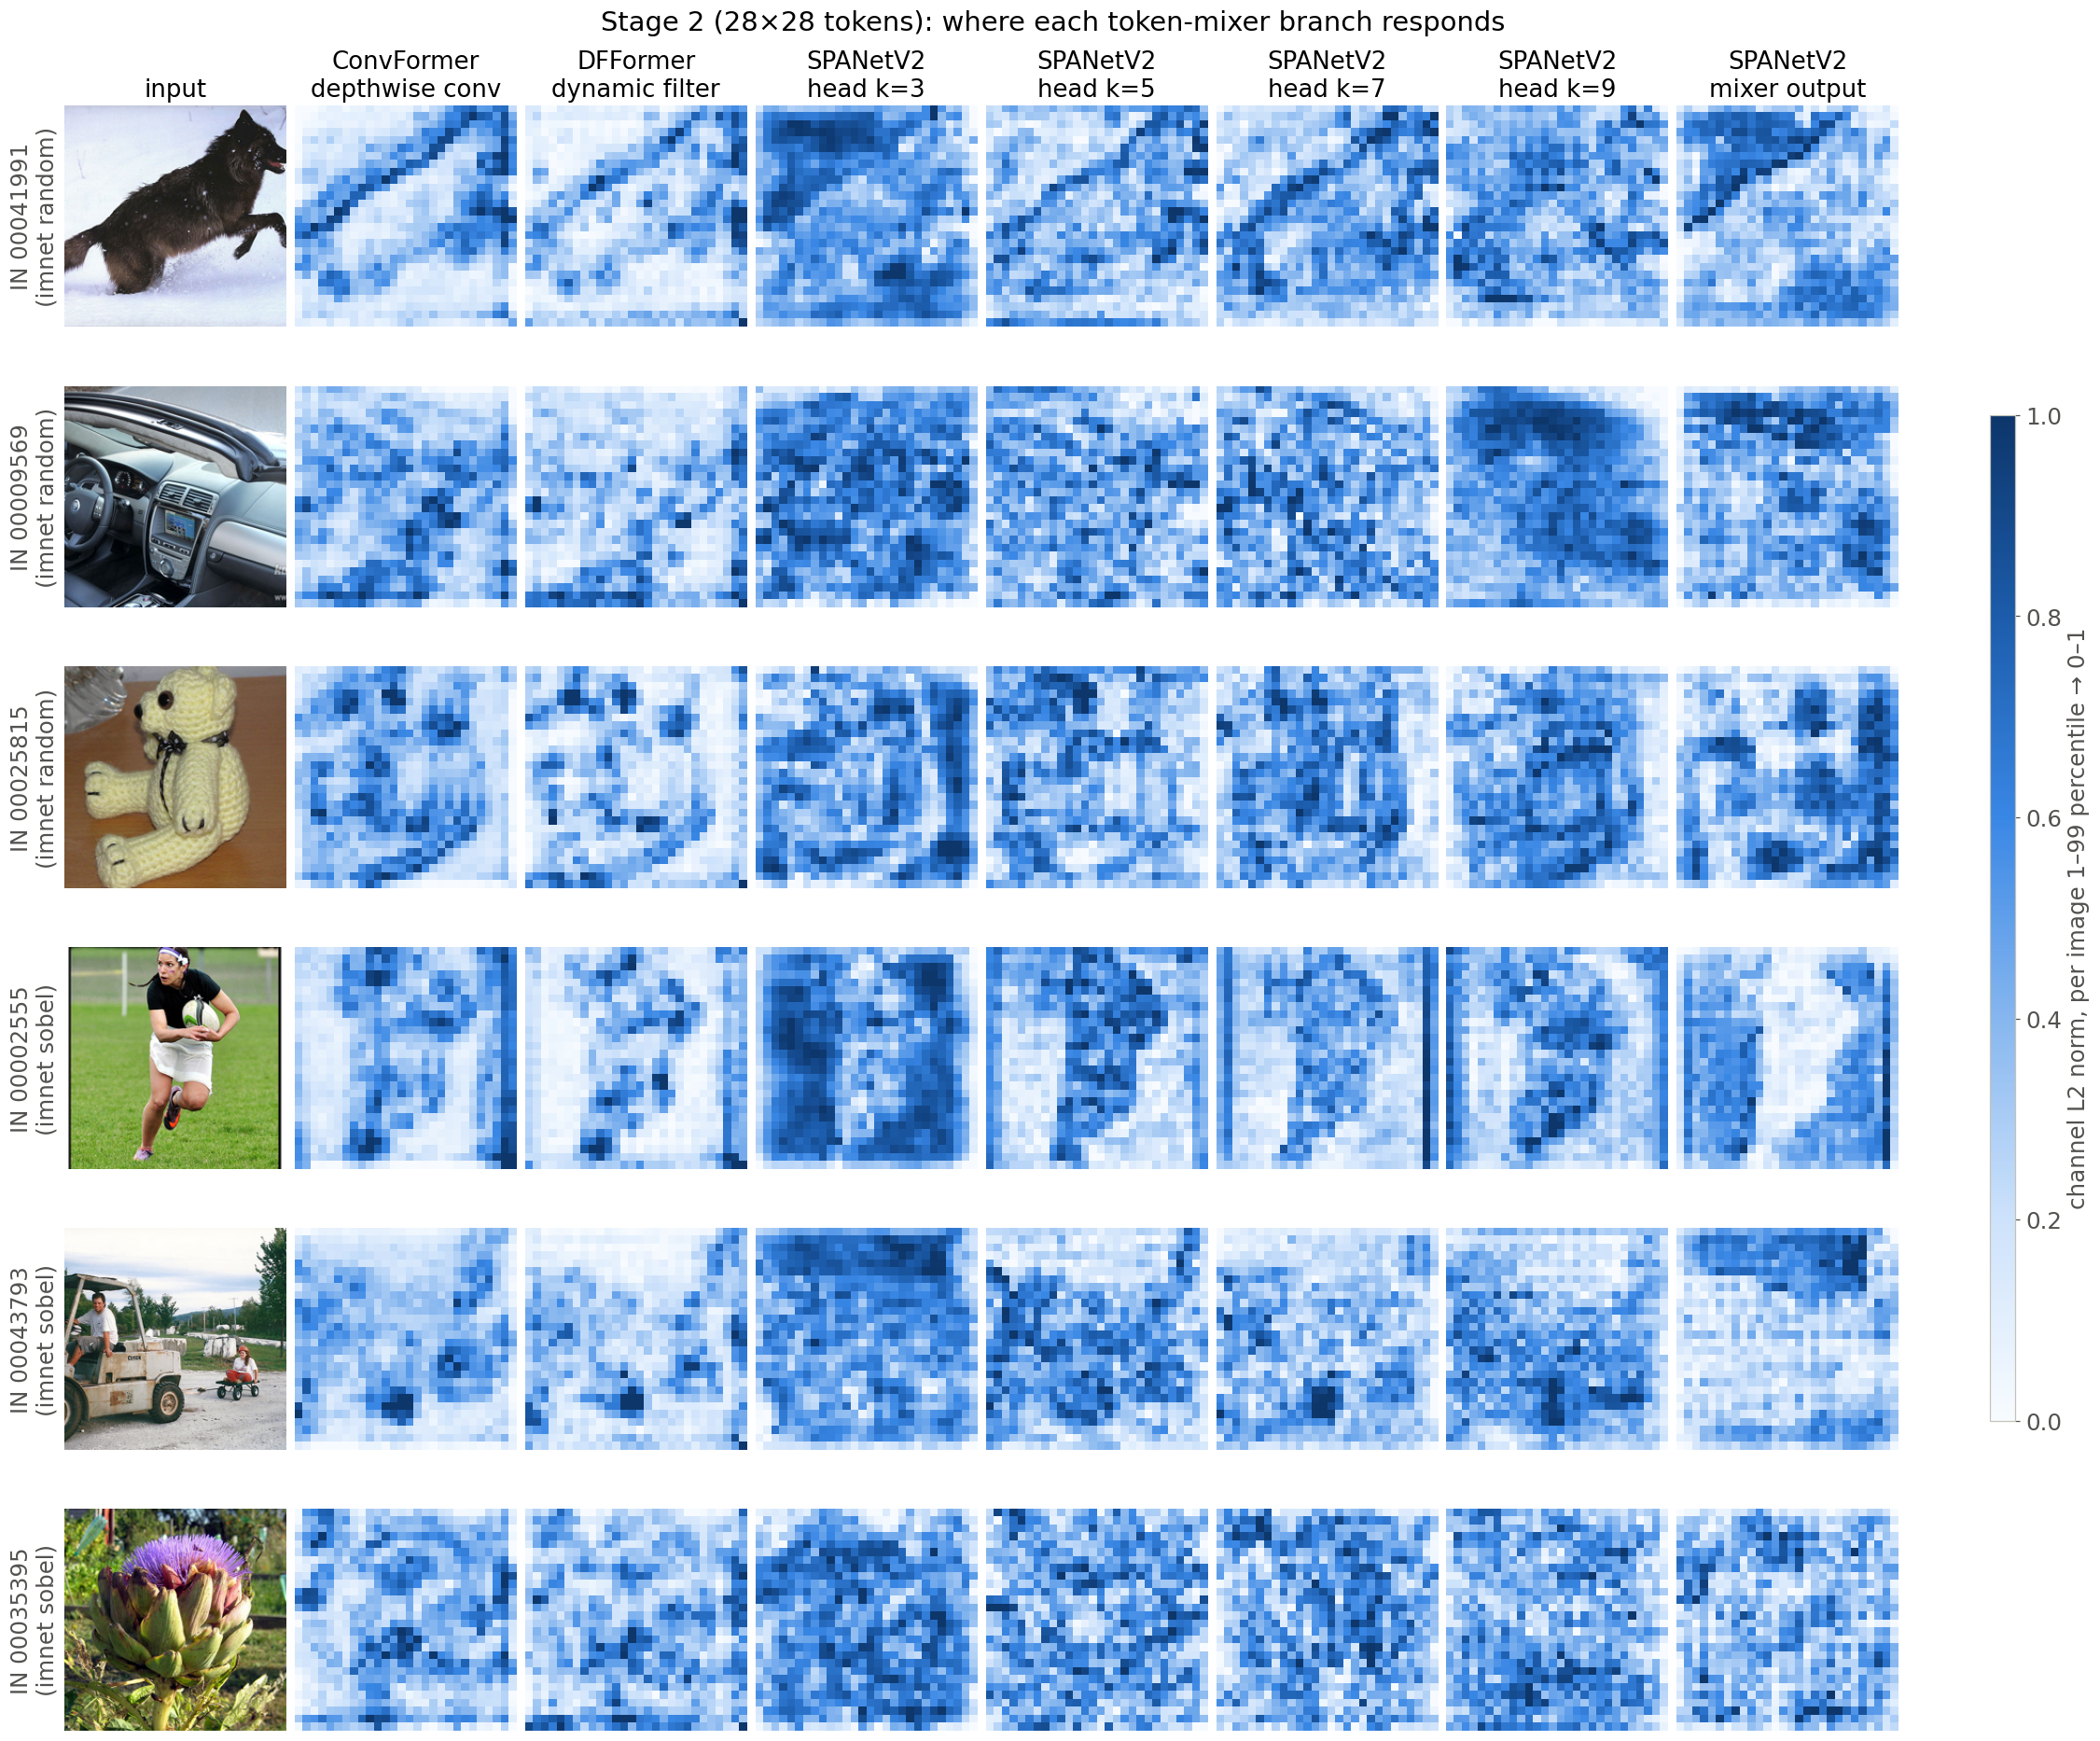 Stage 2 (28×28 tokens): where each token-mixer branch responds
input
ConvFormer
depthwise conv
DFFormer
dynamic filter
SPANetV2
head k=3
SPANetV2
head k=5
SPANetV2
head k=7
SPANetV2
head k=9
SPANetV2
mixer output
IN 00041991
(imnet random)
IN 00009569
(imnet random)
IN 00025815
(imnet random)
IN 00002555
(imnet sobel)
IN 00043793
(imnet sobel)
IN 00035395
(imnet sobel)
1.0
0.8
0.6
0.4
0.2
0.0
channel L2 norm, per image 1–99 percentile → 0–1